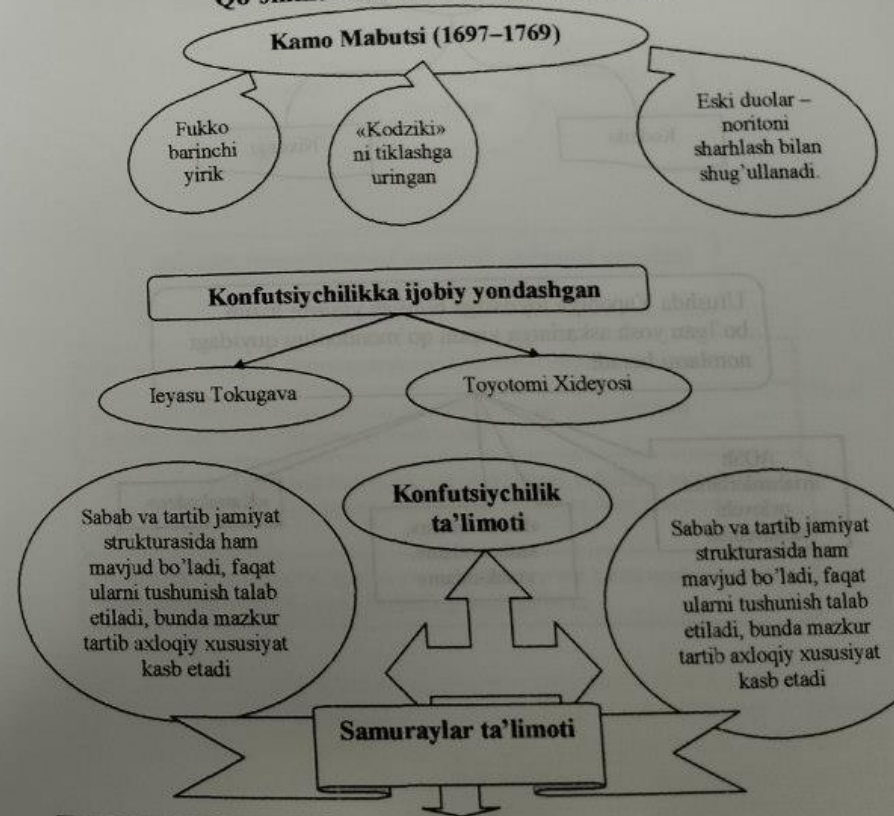 Kamo Mabutsi (1697–1769)
Fukko
barinchi
yirik
«Kodziki»
ni tiklashga
uringan
Eski duolar –
noritoni
sharhlash bilan
shug’ullanadi.
Konfutsiychilikka ijobiy yondashgan
Ieyasu Tokugava
Toyotomi Xideyosi
Konfutsiychilik
ta’limoti
Sabab va tartib jamiyat
strukturasida ham
mavjud bo’ladi, faqat
ularni tushunish talab
etiladi, bunda mazkur
tartib axloqiy xususiyat
kasb etadi
Sabab va tartib jamiyat
strukturasida ham
mavjud bo’ladi, faqat
ularni tushunish talab
etiladi, bunda mazkur
tartib axloqiy xususiyat
kasb etadi
Samuraylar ta’limoti